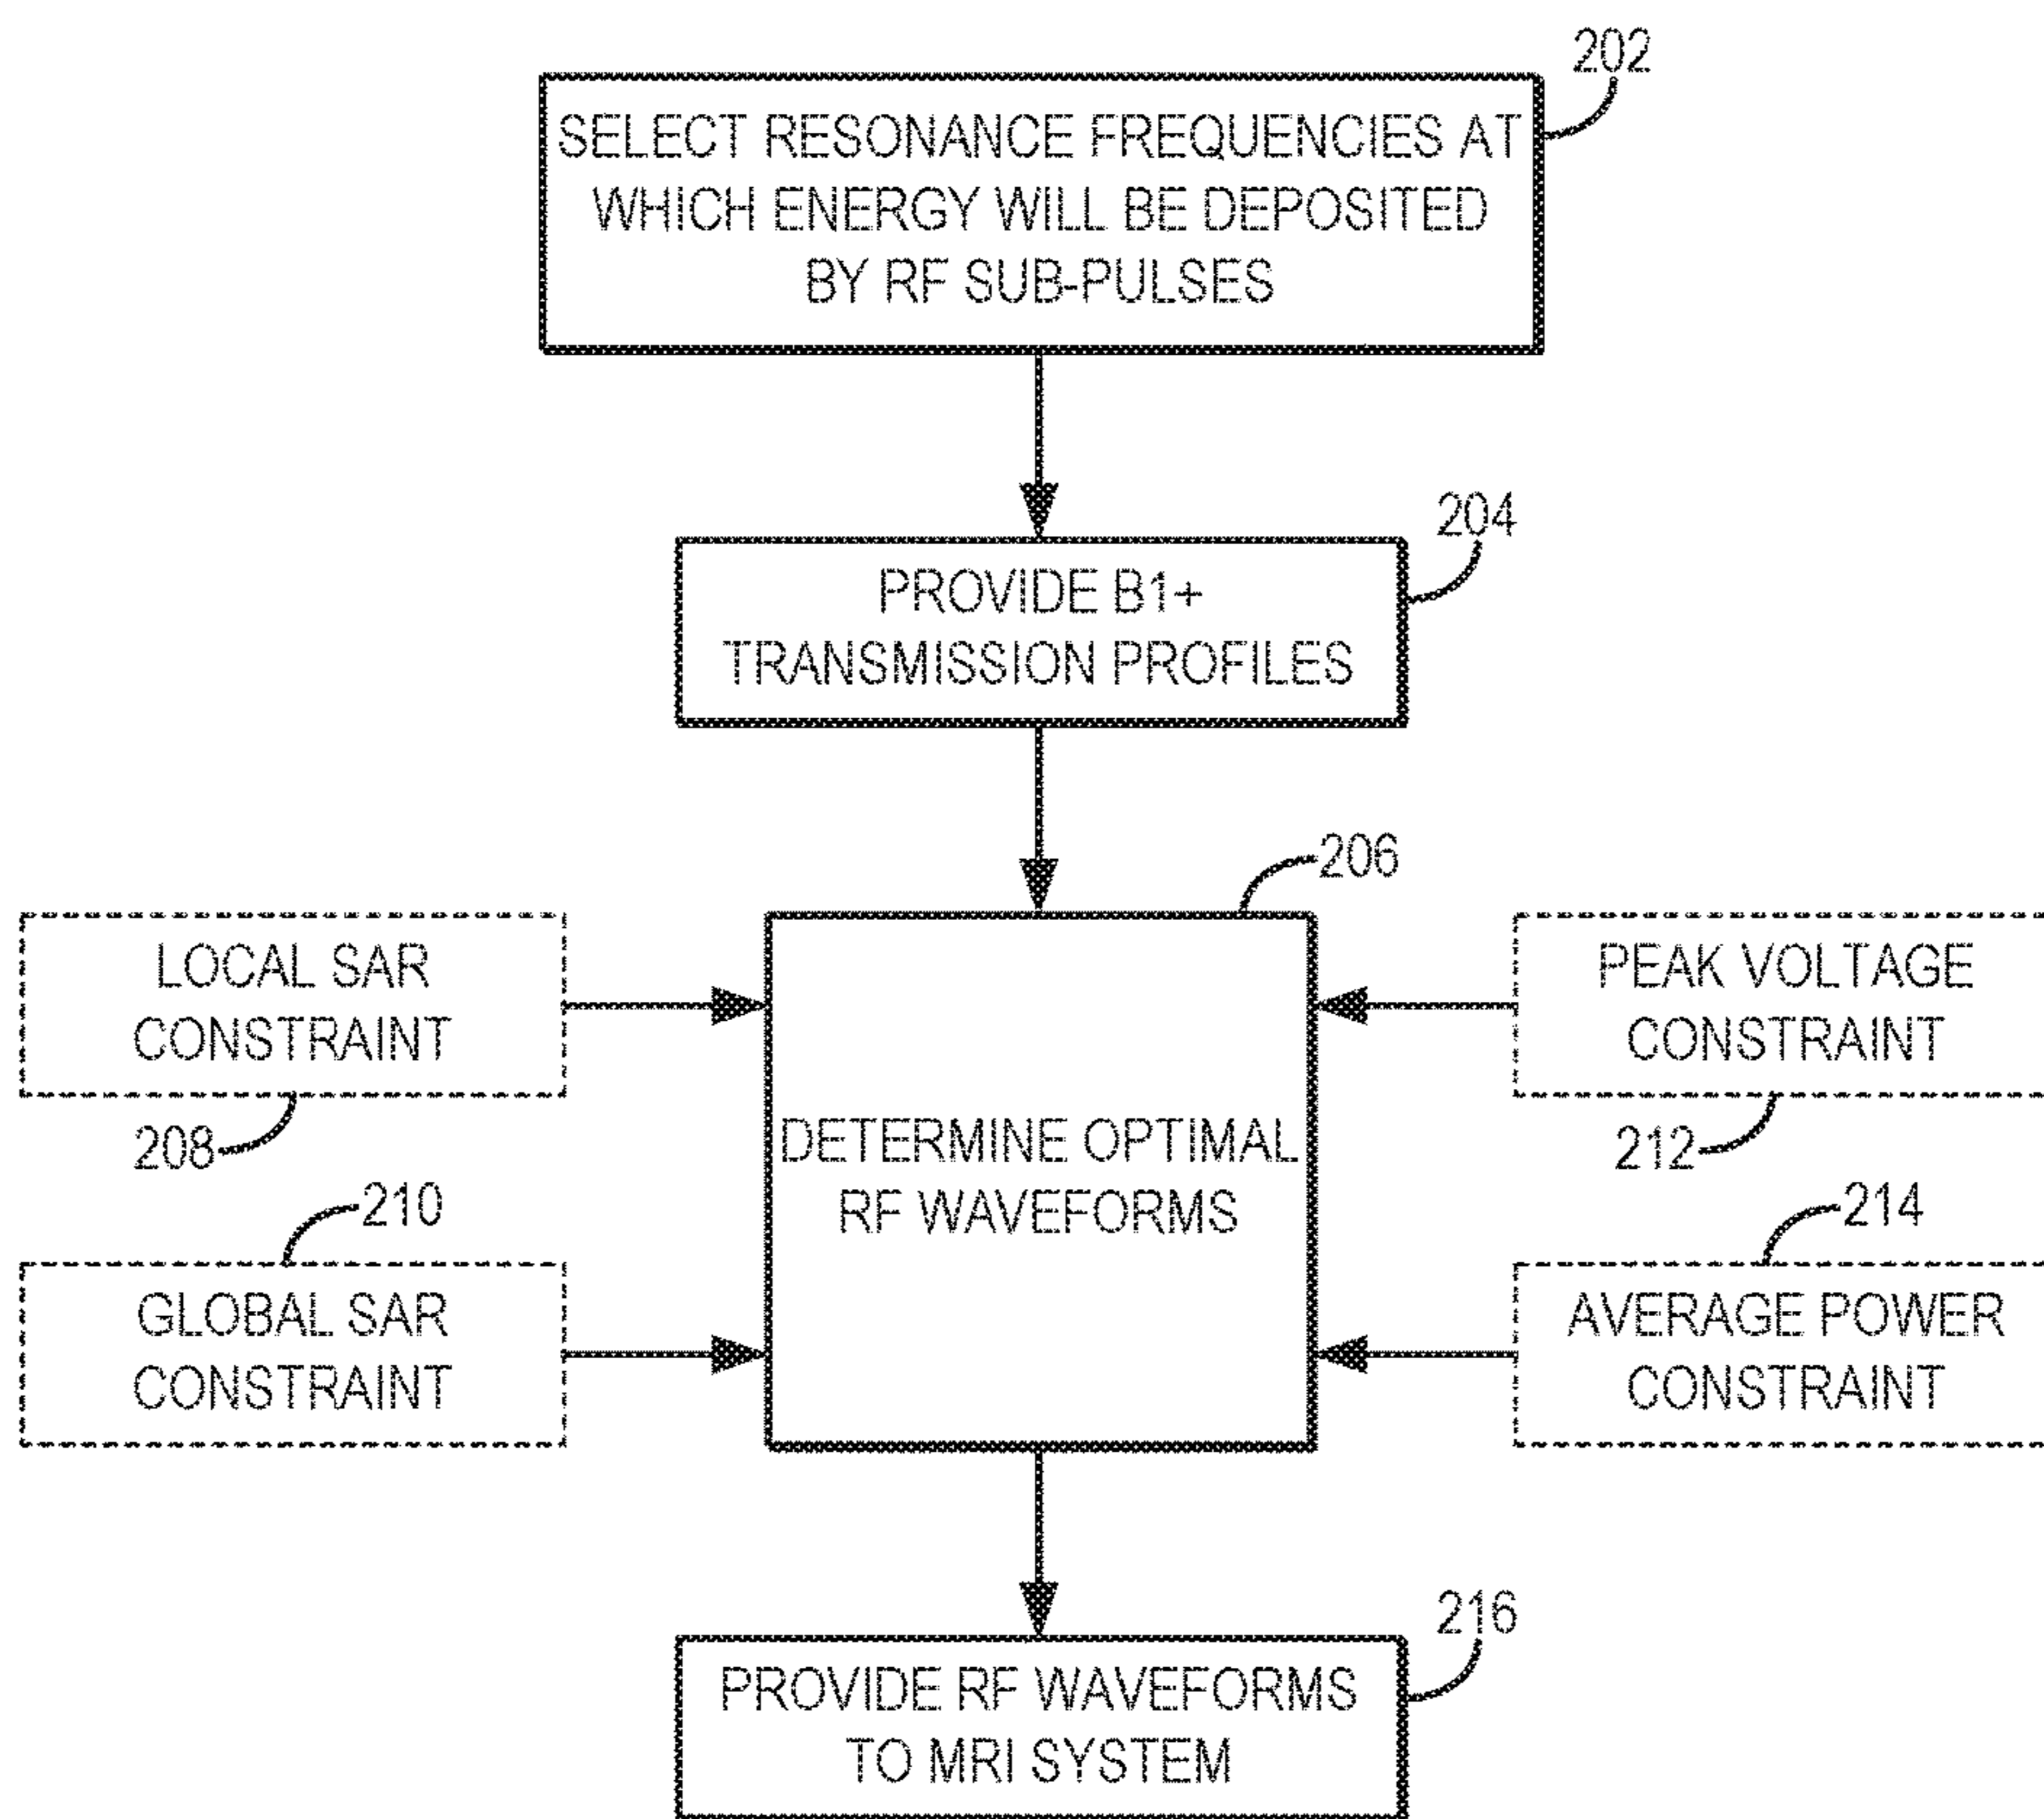 202
SELECT RESONANCE FREQUENCIES AT
WHICH ENERGY WILL BE DEPOSITED
BY RF SUB-PULSES
204
PROVIDE B1+
TRANSMISSION PROFILES
206
LOCAL SAR
CONSTRAINT
208
210
GLOBAL SAR
CONSTRAINT
DETERMINE OPTIMAL
RF WAVEFORMS
PEAK VOLTAGE
CONSTRAINT
212
214
AVERAGE POWER
CONSTRAINT
216
PROVIDE RF WAVEFORMS
TO MRI SYSTEM